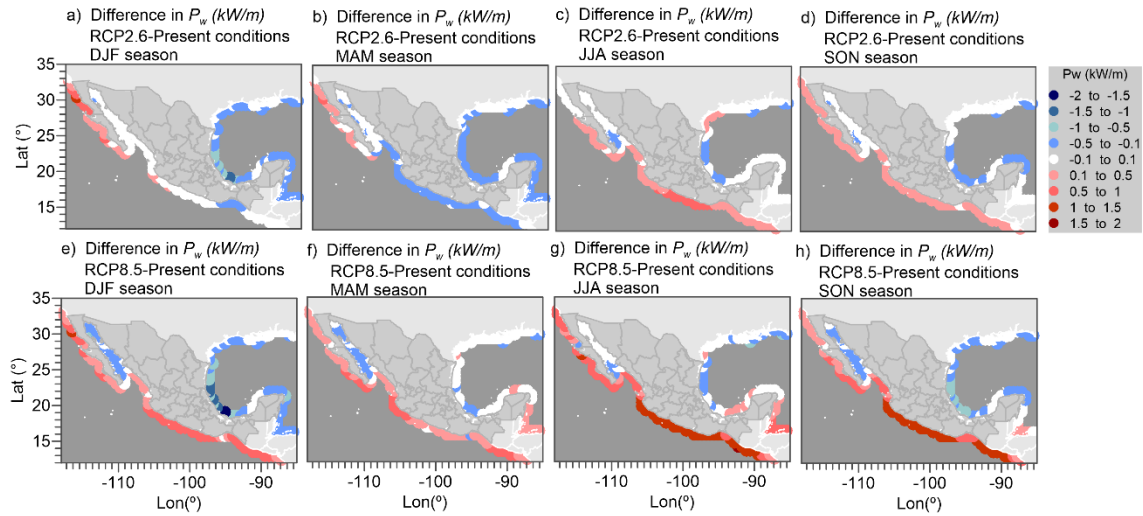 a) Difference in Pw (kW/m)
RCP2.6-Present conditions
DJF season
b) Difference in Pw (kW/m)
RCP2.6-Present conditions
MAM season
c) Difference in Pw (kW/m)
RCP2.6-Present conditions
JJA season
d) Difference in Pw (kW/m)
RCP2.6-Present conditions
SON season
35
30
25
20
15
Lat (°)
Pw (kW/m)
-2 to -1.5
-1.5 to -1
-1 to -0.5
-0.5 to -0.1
-0.1 to 0.1
0.1 to 0.5
0.5 to 1
1 to 1.5
1.5 to 2
e) Difference in Pw (kW/m)
RCP8.5-Present conditions
DJF season
f) Difference in Pw (kW/m)
RCP8.5-Present conditions
MAM season
g) Difference in Pw (kW/m)
RCP8.5-Present conditions
JJA season
h) Difference in Pw (kW/m)
RCP8.5-Present conditions
SON season
35
30
25
20
15
Lat (°)
-110 -100 -90
Lon(º)
-110 -100 -90
Lon(º)
-110 -100 -90
Lon(º)
-110 -100 -90
Lon(º)